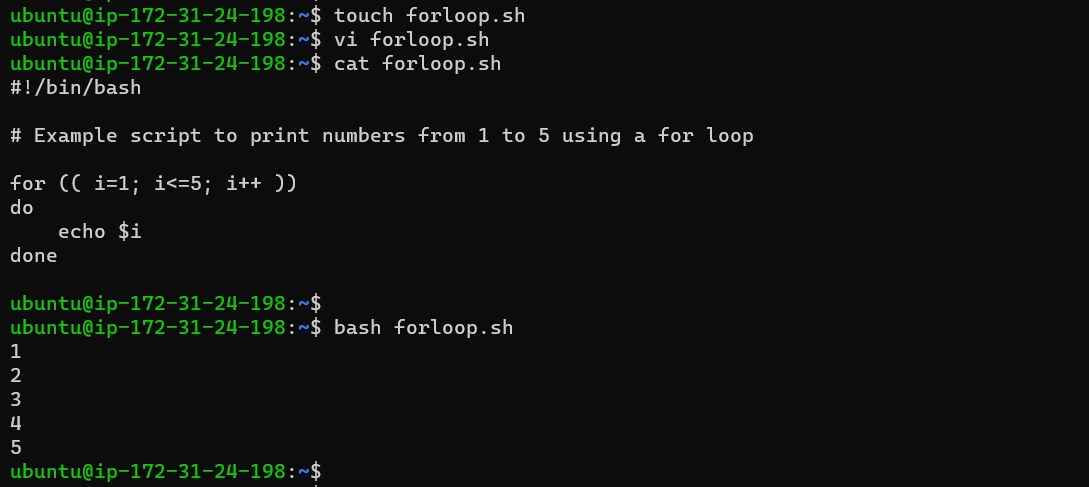 ubuntu@ip-172-31-24-198:~$ touch forloop.sh
ubuntu@ip-172-31-24-198:~$ vi forloop.sh
ubuntu@ip-172-31-24-198:~$ cat forloop.sh
#!/bin/bash

# Example script to print numbers from 1 to 5 using a for loop

for (( i=1; i<=5; i++ ))
do
    echo $i
done

ubuntu@ip-172-31-24-198:~$
ubuntu@ip-172-31-24-198:~$ bash forloop.sh
1
2
3
4
5
ubuntu@ip-172-31-24-198:~$